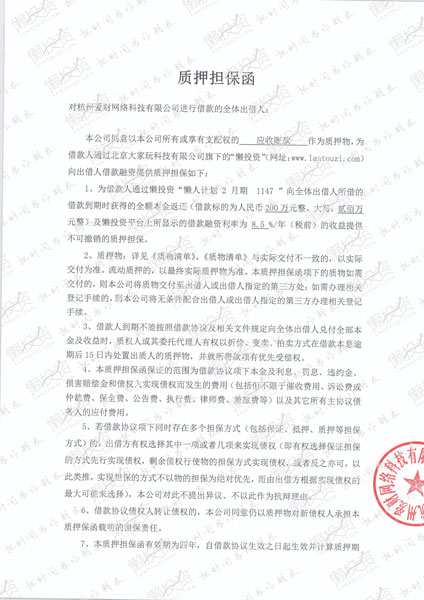 质押担保函
对杭州爱财网络科技有限公司进行借款的全体出借人:
本公司同意以本公司所有或享有支配权的 应收账款 作为质押物,为
借款人通过北京大家玩科技有限公司旗下的“懒投资”(网址:www.lantouzi.com)
向出借人借款融资提供质押担保如下:
1、为借款人通过懒投资“懒人计划 2 月期 1147 ”向全体出借人所借的
借款到期时获得的全额本金返还(借款标的为人民币 200 万元整,大写:贰佰万
元整)及懒投资平台上所显示的借款融资利率为 8.5 %/年(税前)的收益提供
不可撤销的质押担保。
2、质押物:详见《质物清单》,《质物清单》与实际交付不一致的,以实际
交付为准。流动质押的,以最终实际质押物为准。本质押担保函项下的质物如需
交付的,则本公司将质物交付至出借人或出借人指定的第三方处;如需办理相关
登记手续的,则本公司将无条件配合出借人或出借人指定的第三方办理相关登记
手续。
3、借款人到期不能按照借款协议及相关文件规定向全体出借人兑付全部本
金及收益时,质权人或其委托代理人有权以折价、变卖、拍卖方式在借款本息逾
期后 15 日内处置出质人的质押物,并就所得款项有优先受偿权。
4、本质押担保函保证的范围为借款协议项下本金及利息、罚息、违约金、
损害赔偿金和债权人实现债权而发生的费用(包括但不限于催收费用、诉讼费或
仲裁费、保全费、公告费、执行费、律师费、差旅费等)以及其它所有主协议债
务人的应付费用。
5、若借款协议项下同时存在多个担保方式(包括保证、抵押、质押等担保
方式)的,出借方有权选择其中一项或者几项来实现债权(即有权选择保证担保
的方式先行实现债权,剩余债权行使物的担保方式实现债权,或者反之亦可,以
此类推,实现担保的方式不以物的担保为绝对优先,而由出借方根据实现债权的
最大可能来选择),本公司对此不提出异议、不以此作为抗辩理由。
6、借款协议债权人转让债权的,本公司同意仍以质押物对新债权人承担本
质押担保函载明的担保责任。
7、本质押担保函有效期为四年,自借款协议生效之日起生效并计算质押期